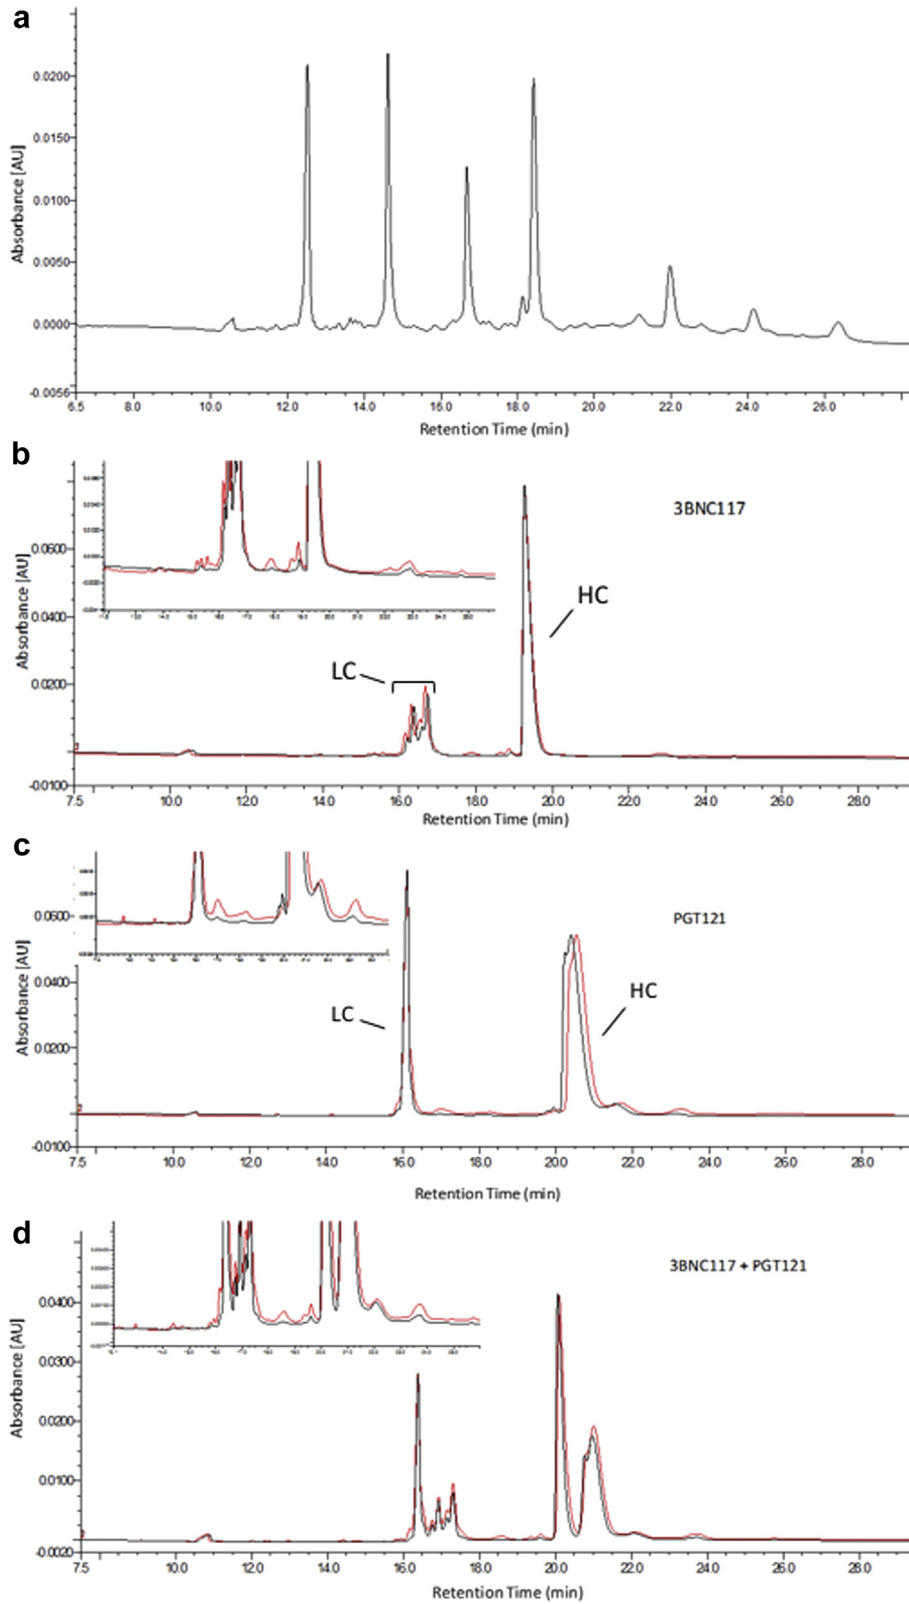 a
0.0200
0.0150
0.0100
0.0050
0.0000
-0.0056
Absorbance [AU]
6.5 8.0 10.0 12.0 14.0 16.0 18.0 20.0 22.0 24.0 26.0
Retention Time (min)
b
3BNC117
0.0600
0.0400
0.0200
-0.0100
Absorbance [AU]
HC
LC
7.5 10.0 12.0 14.0 16.0 18.0 20.0 22.0 24.0 26.0 28.0
Retention Time (min)
c
PGT121
0.0600
0.0400
0.0200
-0.0100
Absorbance [AU]
LC
HC
7.5 10.0 12.0 14.0 16.0 18.0 20.0 22.0 24.0 26.0 28.0
Retention Time (min)
d
3BNC117 + PGT121
0.0400
0.0300
0.0200
0.0100
-0.0020
Absorbance [AU]
7.5 10.0 12.0 14.0 16.0 18.0 20.0 22.0 24.0 26.0 28.0
Retention Time (min)